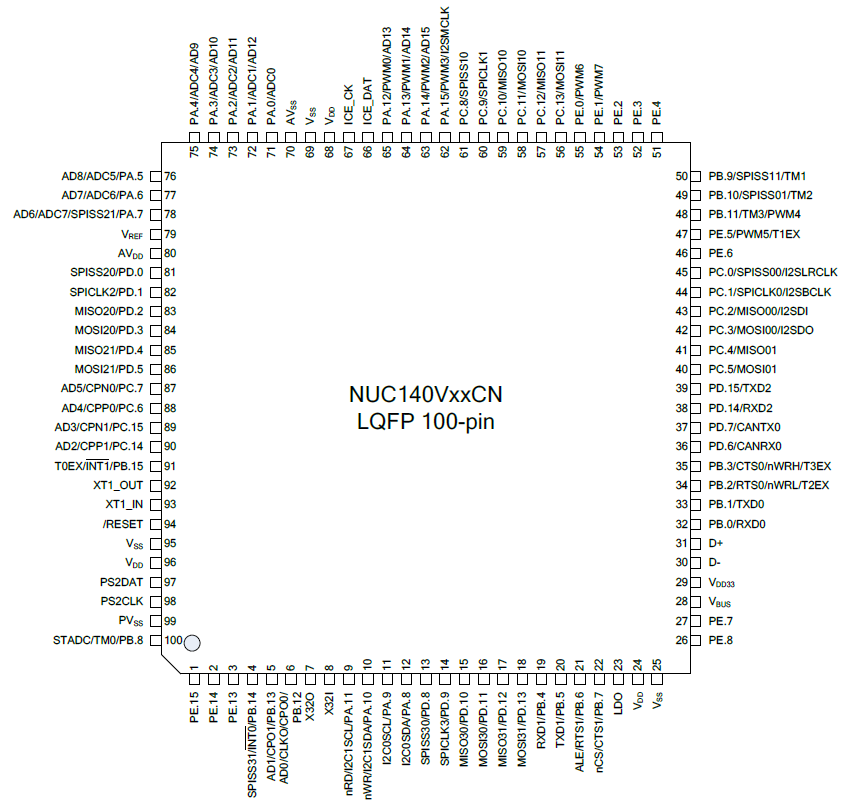 PA.4/ADC4/AD9
PA.3/ADC3/AD10
PA.2/ADC2/AD11
PA.1/ADC1/AD12
PA.0/ADC0
AVSS
VSS
VDD
ICE_CK
ICE_DAT
PA.12/PWM0/AD13
PA.13/PWM1/AD14
PA.14/PWM2/AD15
PA.15/PWM3/I2SMCLK
PC.8/SPISS10
PC.9/SPICLK1
PC.10/MISO10
PC.11/MOSI10
PC.12/MISO11
PC.13/MOSI11
PE.0/PWM6
PE.1/PWM7
PE.2
PE.3
PE.4
75 74 73 72 71 70 69 68 67 66 65 64 63 62 61 60 59 58 57 56 55 54 53 52 51
AD8/ADC5/PA.5 76
AD7/ADC6/PA.6 77
AD6/ADC7/SPISS21/PA.7 78
VREF 79
AVDD 80
SPISS20/PD.0 81
SPICLK2/PD.1 82
MISO20/PD.2 83
MOSI20/PD.3 84
MISO21/PD.4 85
MOSI21/PD.5 86
AD5/CPN0/PC.7 87
AD4/CPP0/PC.6 88
AD3/CPN1/PC.15 89
AD2/CPP1/PC.14 90
T0EX/INT1/PB.15 91
XT1_OUT 92
XT1_IN 93
/RESET 94
VSS 95
VDD 96
PS2DAT 97
PS2CLK 98
PVSS 99
STADC/TM0/PB.8 100
NUC140VxxCN
LQFP 100-pin
50 PB.9/SPISS11/TM1
49 PB.10/SPISS01/TM2
48 PB.11/TM3/PWM4
47 PE.5/PWM5/T1EX
46 PE.6
45 PC.0/SPISS00/I2SLRCLK
44 PC.1/SPICLK0/I2SBCLK
43 PC.2/MISO00/I2SDI
42 PC.3/MOSI00/I2SDO
41 PC.4/MISO01
40 PC.5/MOSI01
39 PD.15/TXD2
38 PD.14/RXD2
37 PD.7/CANTX0
36 PD.6/CANRX0
35 PB.3/CTS0/nWRH/T3EX
34 PB.2/RTS0/nWRL/T2EX
33 PB.1/TXD0
32 PB.0/RXD0
31 D+
30 D-
29 VDD33
28 VBUS
27 PE.7
26 PE.8
1 2 3 4 5 6 7 8 9 10 11 12 13 14 15 16 17 18 19 20 21 22 23 24 25
PE.15
PE.14
PE.13
SPISS31/INT0/PB.14
AD1/CPO1/PB.13
AD0/CLKO/CPO0/
PB.12
X32O
X32I
nRD/I2C1SCL/PA.11
nWR/I2C1SDA/PA.10
I2C0SCL/PA.9
I2C0SDA/PA.8
SPISS30/PD.8
SPICLK3/PD.9
MISO30/PD.10
MOSI30/PD.11
MISO31/PD.12
MOSI31/PD.13
RXD1/PB.4
TXD1/PB.5
ALE/RTS1/PB.6
nCS/CTS1/PB.7
LDO
VDD
VSS